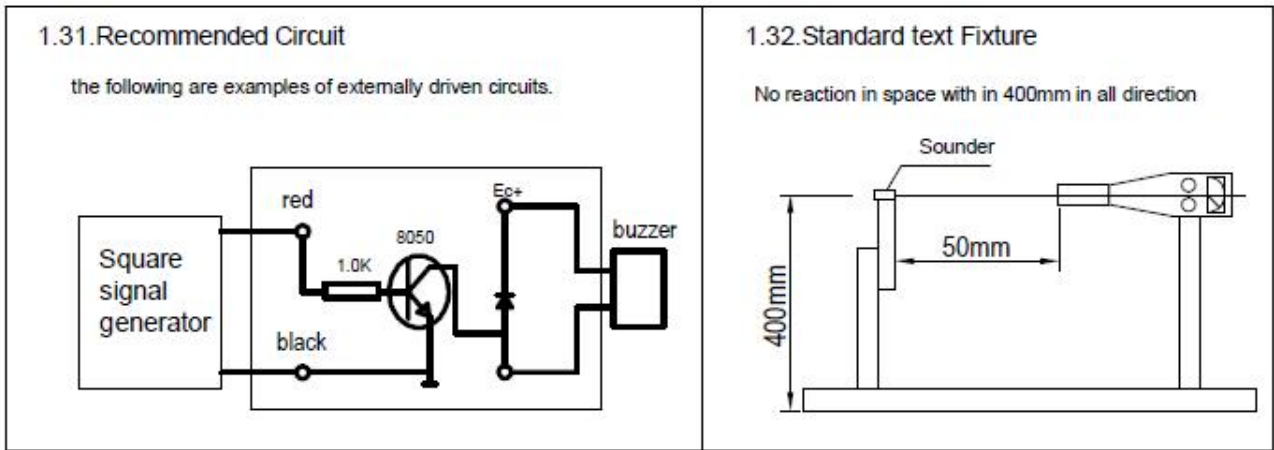 1.31.Recommended Circuit
the following are examples of externally driven circuits.
red
Ec+
8050
buzzer
1.0K
Square
signal
generator
black
1.32.Standard text Fixture
No reaction in space with in 400mm in all direction
Sounder
50mm
400mm